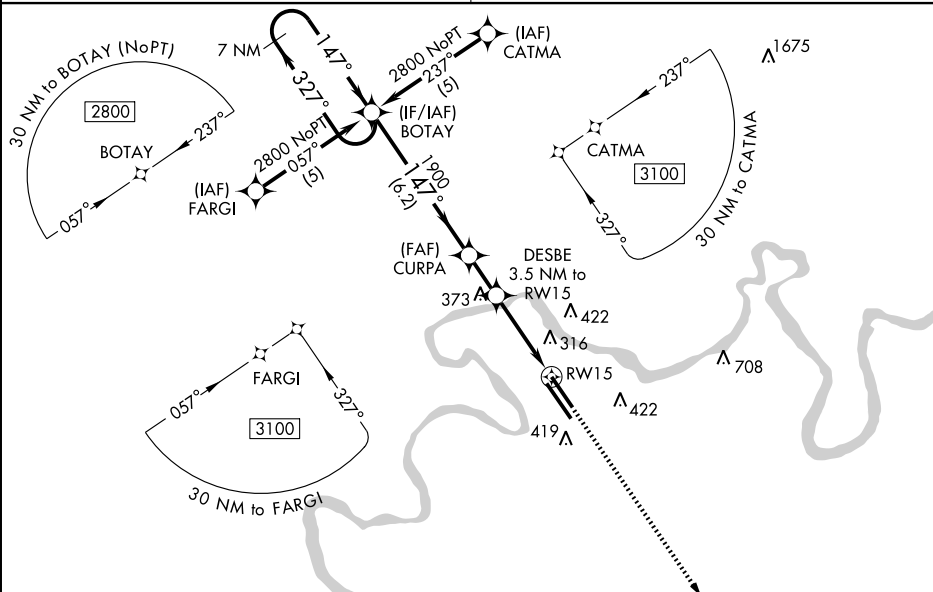 30 NM to BOTAY (NoPT)
2800
BOTAY
237°
057°
7 NM
147°
327°
2800 NoPT
237°
(5)
(IAF)
CATMA
(IF/IAF)
BOTAY
2800 NoPT
057°
(5)
(IAF)
FARGI
1900
147°
(6.2)
1675
237°
CATMA
3100
327°
30 NM to CATMA
(FAF)
CURPA
DESBE
3.5 NM to
RW15
373
422
316
RW15
708
422
419
FARGI
057°
327°
3100
30 NM to FARGI